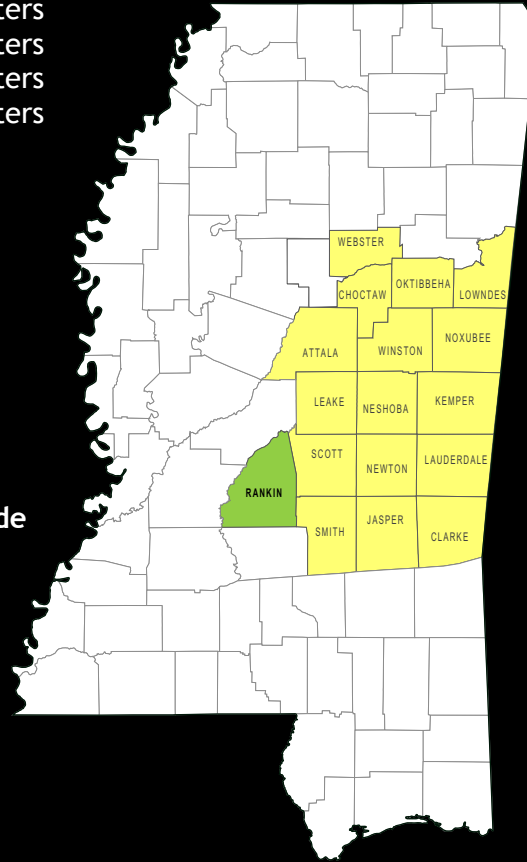 ters
ters
ters
ters
WEBSTER
CHOCTAW
OKTIBBEHA
LOWNDES
ATTALA
WINSTON
NOXUBEE
LEAKE
NESHOBA
KEMPER
SCOTT
NEWTON
LAUDERDALE
RANKIN
de
SMITH
JASPER
CLARKE